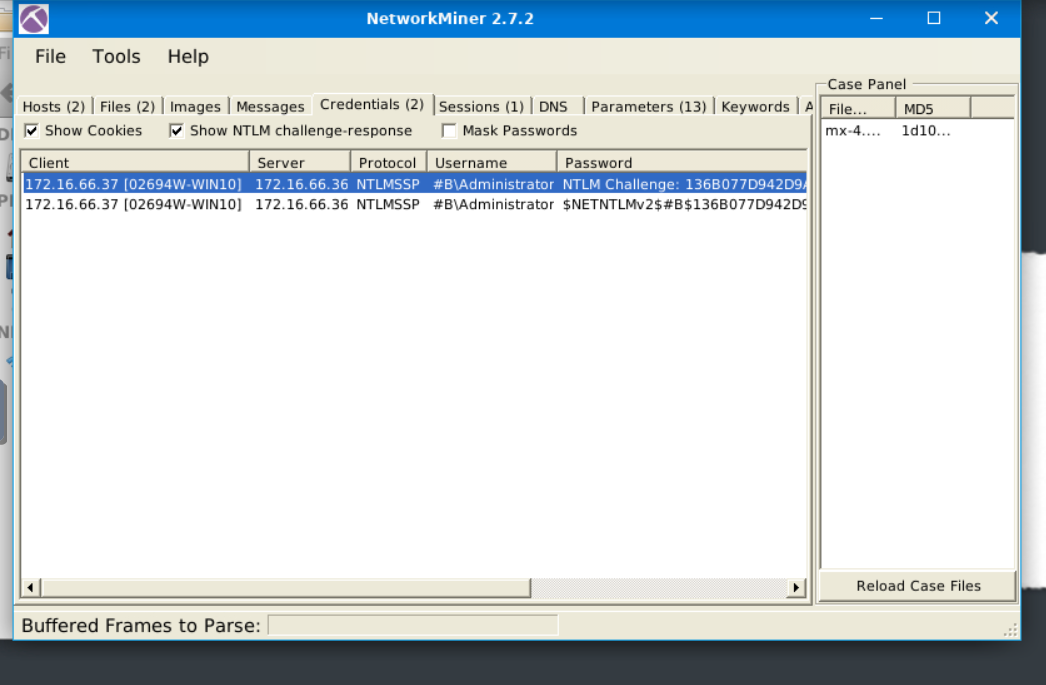 NetworkMiner 2.7.2
File Tools Help
Case Panel
Hosts (2) Files (2) Images Messages Credentials (2) Sessions (1) DNS Parameters (13) Keywords A
File... MD5
Show Cookies Show NTLM challenge-response Mask Passwords
mx-4.... 1d10...
Client Server Protocol Username Password
172.16.66.37 [02694W-WIN10] 172.16.66.36 NTLMSSP #B\Administrator NTLM Challenge: 136B077D942D9A
172.16.66.37 [02694W-WIN10] 172.16.66.36 NTLMSSP #B\Administrator $NETNTLMv2$#B$136B077D942D9
Reload Case Files
Buffered Frames to Parse: